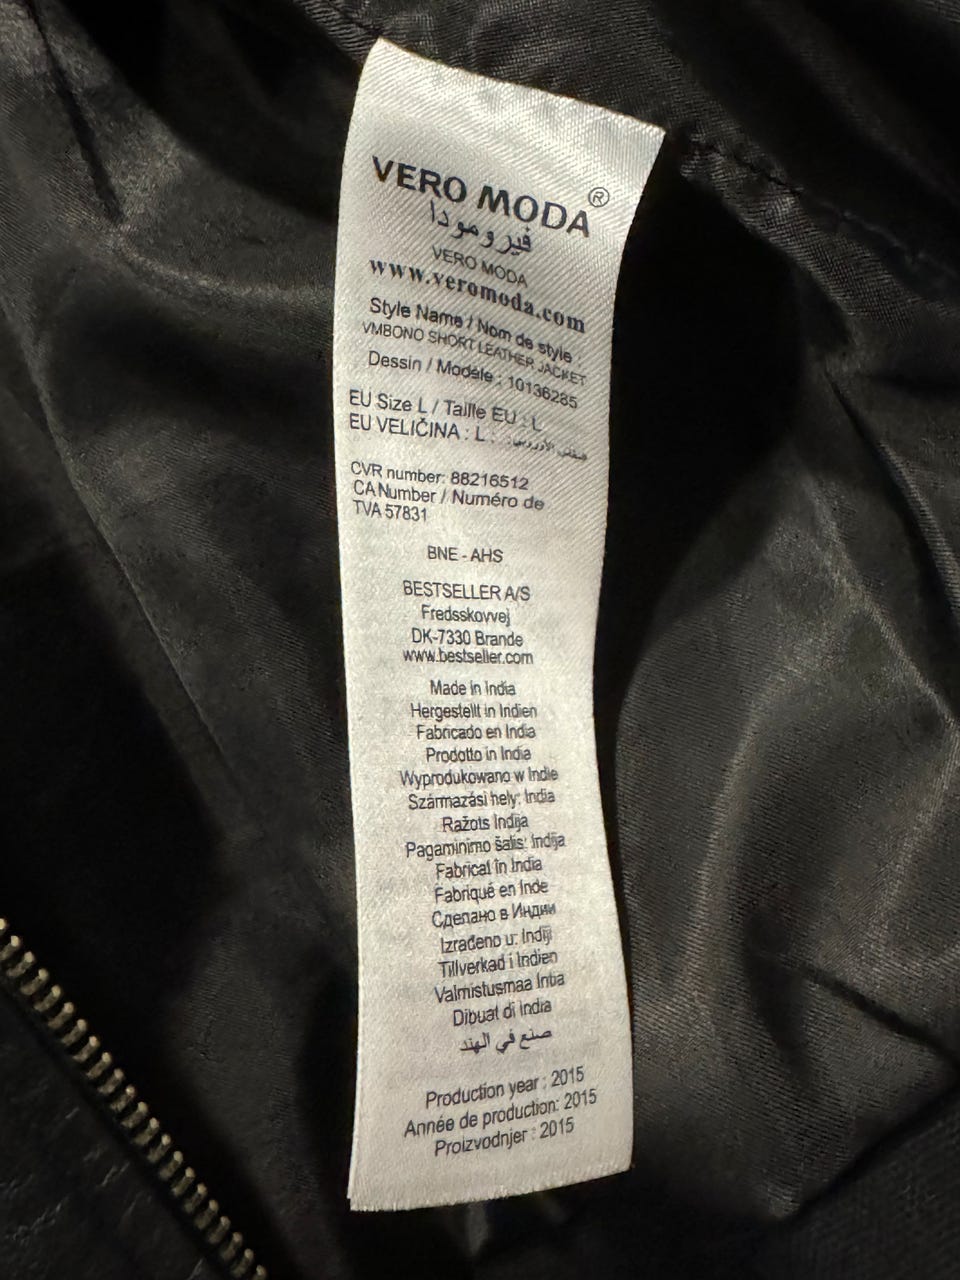 VERO MODA®
فيرومودا
VERO MODA
www.veromoda.com
Style Name / Nom de style :
VMBONO SHORT LEATHER JACKET
Dessin / Modèle : 10136285
EU Size L / Taille EU : L
EU VELIČINA : L : مقاس الأوروبي
CVR number: 88216512
CA Number / Numéro de
TVA 57831
BNE - AHS
BESTSELLER A/S
Fredsskovvej
DK-7330 Brande
www.bestseller.com
Made in India
Hergestellt in Indien
Fabricado en India
Prodotto in India
Wyprodukowano w Indie
Származási hely: India
Ražots Indija
Pagaminimo šalis: Indija
Fabricat în India
Fabriqué en Inde
Сделано в Индии
Izrađeno u: Indiji
Tillverkad i Indien
Valmistusmaa Intia
Dibuat di India
صنع في الهند
Production year : 2015
Année de production: 2015
Proizvodnjer : 2015